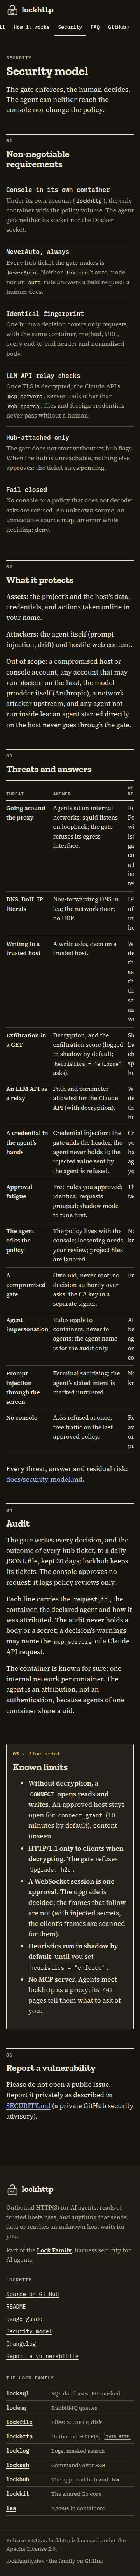 lockhttp
ll How it works Security FAQ GitHub
SECURITY
Security model
The gate enforces, the human decides.
The agent can neither reach the
console nor change the policy.
01
Non-negotiable
requirements
Console in its own container
Under its own account ( lockhttp ), the only
container with the policy volume. The agent
gets neither its socket nor the Docker
socket.
NeverAuto, always
Every hub ticket the gate makes is
NeverAuto . Neither los run 's auto mode
nor an auto rule answers a held request: a
human does.
Identical fingerprint
One human decision covers only requests
with the same container, method, URL,
every end-to-end header and normalised
body.
LLM API relay checks
Once TLS is decrypted, the Claude API's
mcp_servers , server tools other than
web_search , files and foreign credentials
never pass without a human.
Hub-attached only
The gate does not start without its hub flags.
When the hub is unreachable, nothing else
approves: the ticket stays pending.
Fail closed
No console or a policy that does not decode:
asks are refused. An unknown source, an
unreadable source map, an error while
deciding: deny.
02
What it protects
Assets: the project's and the host's data,
credentials, and actions taken online in
your name.
Attackers: the agent itself (prompt
injection, drift) and hostile web content.
Out of scope: a compromised host or
console account, any account that may
run docker on the host, the model
provider itself (Anthropic), a network
attacker upstream, and any agent not
run inside lea: an agent started directly
on the host never goes through the gate.
03
Threats and answers
THREAT ANSWER
Going around
the proxy
Agents sit on internal
networks; squid listens
on loopback; the gate
refuses its egress
interface.
DNS, DoH, IP
literals
Non-forwarding DNS in
lea; the network floor;
no UDP.
Writing to a
trusted host
A write asks, even on a
trusted host.
Exfiltration in
a GET
Decryption, and the
exfiltration score (logged
in shadow by default;
heuristics = "enforce"
asks).
An LLM API as
a relay
Path and parameter
allowlist for the Claude
API (with decryption).
A credential in
the agent's
hands
Credential injection: the
gate adds the header, the
agent never holds it; the
injected value sent by
the agent is refused.
Approval
fatigue
Free rules you approved;
identical requests
grouped; shadow mode
to tune first.
The agent
edits the
policy
The policy lives with the
console; loosening needs
your review; project files
are ignored.
A
compromised
gate
Own uid, never root; no
decision authority over
asks; the CA key in a
separate signer.
Agent
impersonation
Rules apply to
containers, never to
agents; the agent name
is for the audit only.
Prompt
injection
through the
screen
Terminal sanitising; the
agent's stated intent is
marked untrusted.
No console
Asks refused at once;
free traffic on the last
approved policy.
Every threat, answer and residual risk:
docs/security-model.md.
04
Audit
The gate writes every decision, and the
outcome of every forward, to a daily
JSONL file, kept 30 days; lockhub keeps
its tickets. The console approves no
request: it logs policy reviews only.
Each line carries the request_id , the
container, the declared agent and how it
was attributed. The audit never holds a
body or a secret; a decision's warnings
may name the mcp_servers of a Claude
API request.
The container is known for sure: one
internal network per container. The
agent is an attribution, not an
authentication, because agents of one
container share a uid.
05 - fine print
Known limits
• Without decryption, a
CONNECT opens reads and
writes. An approved host stays
open for connect_grant (10
minutes by default), content
unseen.
• HTTP/1.1 only to clients when
decrypting. The gate refuses
Upgrade: h2c .
• A WebSocket session is one
approval. The upgrade is
decided; the frames that follow
are not (with injected secrets,
the client's frames are scanned
for them).
• Heuristics run in shadow by
default, until you set
heuristics = "enforce" .
• No MCP server. Agents meet
lockhttp as a proxy; its 403
pages tell them what to ask of
you.
06
Report a vulnerability
Please do not open a public issue.
Report it privately as described in
SECURITY.md (a private GitHub security
advisory).
lockhttp
Outbound HTTP(S) for AI agents: reads of
trusted hosts pass, and anything that sends
data or reaches an unknown host waits for
you.
Part of the Lock Family, harness security for
AI agents.
LOCKHTTP
Source on GitHub
README
Usage guide
Security model
Changelog
Report a vulnerability
THE LOCK FAMILY
locksql SQL databases, PII masked
lockmq RabbitMQ queues
lockfile Files: S3, SFTP, disk
lockhttp Outbound HTTP(S) THIS SITE
locklog Logs, masked search
lockssh Commands over SSH
lockhub The approval hub and los
lockkit The shared Go core
lea Agents in containers
Release v0.12.x. lockhttp is licensed under the
Apache License 2.0.
lockfamily.dev · the family on GitHub